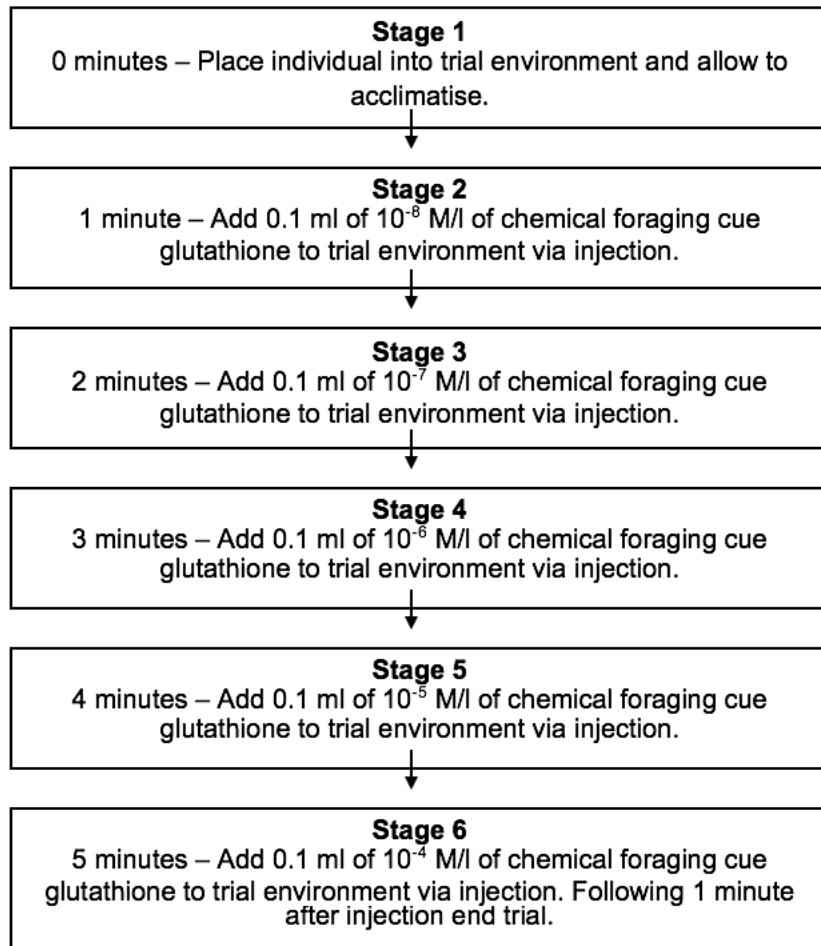 Stage 1
0 minutes – Place individual into trial environment and allow to
acclimatise.
Stage 2
1 minute – Add 0.1 ml of 10⁻⁸ M/l of chemical foraging cue
glutathione to trial environment via injection.
Stage 3
2 minutes – Add 0.1 ml of 10⁻⁷ M/l of chemical foraging cue
glutathione to trial environment via injection.
Stage 4
3 minutes – Add 0.1 ml of 10⁻⁶ M/l of chemical foraging cue
glutathione to trial environment via injection.
Stage 5
4 minutes – Add 0.1 ml of 10⁻⁵ M/l of chemical foraging cue
glutathione to trial environment via injection.
Stage 6
5 minutes – Add 0.1 ml of 10⁻⁴ M/l of chemical foraging cue
glutathione to trial environment via injection. Following 1 minute
after injection end trial.